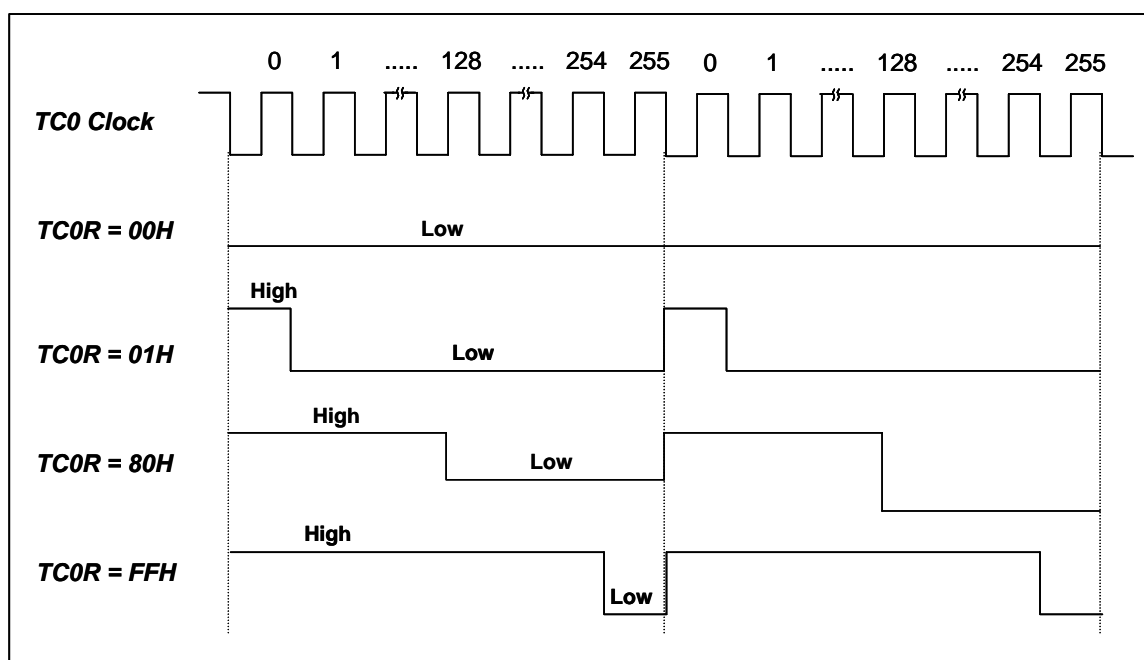 0 1 ..... 128 ..... 254 255 0 1 ..... 128 ..... 254 255
TC0 Clock
TC0R = 00H
Low
High
TC0R = 01H
Low
High
TC0R = 80H
Low
High
TC0R = FFH
Low